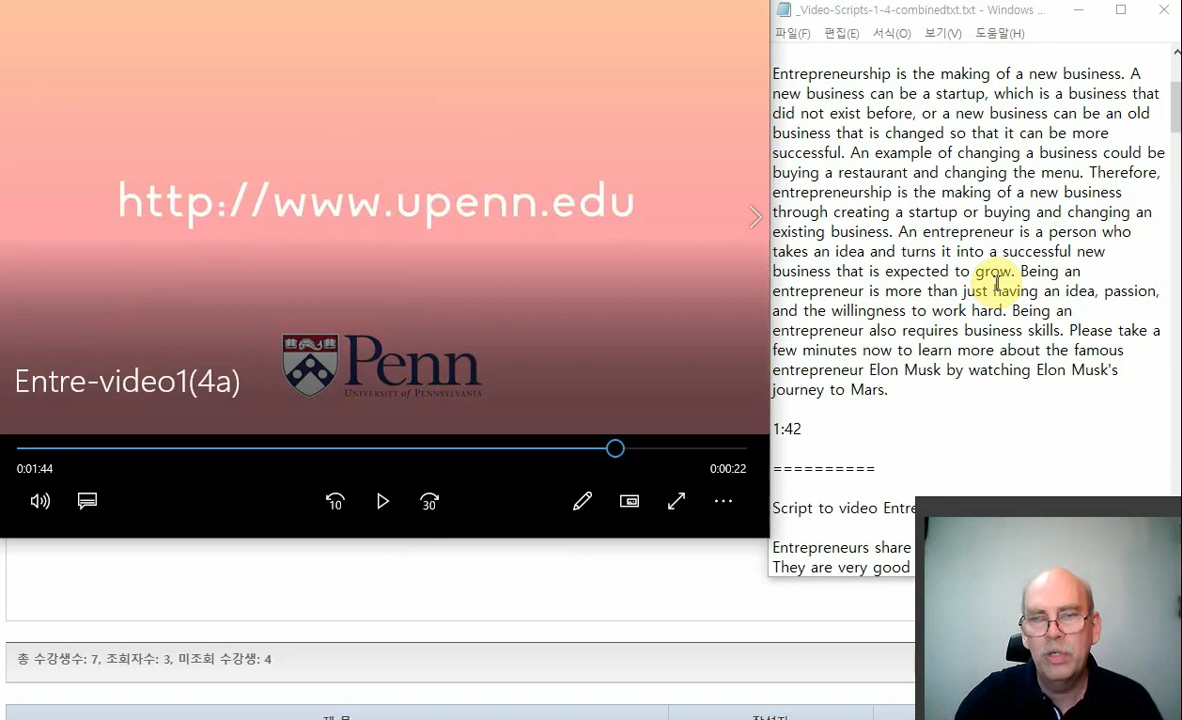 http://www.upenn.edu
Penn
UNIVERSITY OF PENNSYLVANIA
Entre-video1(4a)
0:01:44
0:00:22
10
30
_Video-Scripts-1-4-combinedtxt.txt - Windows ...
파일(F) 편집(E) 서식(O) 보기(V) 도움말(H)
Entrepreneurship is the making of a new business. A
new business can be a startup, which is a business that
did not exist before, or a new business can be an old
business that is changed so that it can be more
successful. An example of changing a business could be
buying a restaurant and changing the menu. Therefore,
entrepreneurship is the making of a new business
through creating a startup or buying and changing an
existing business. An entrepreneur is a person who
takes an idea and turns it into a successful new
business that is expected to grow. Being an
entrepreneur is more than just having an idea, passion,
and the willingness to work hard. Being an
entrepreneur also requires business skills. Please take a
few minutes now to learn more about the famous
entrepreneur Elon Musk by watching Elon Musk's
journey to Mars.
1:42
==========
Script to video Entre
Entrepreneurs share
They are very good
총 수강생수: 7, 조회자수: 3, 미조회 수강생: 4